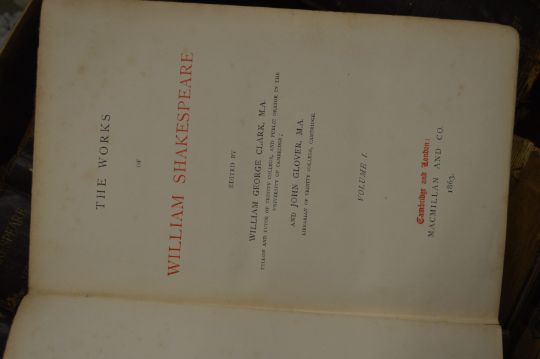 THE WORKS
OF
WILLIAM SHAKESPEARE
EDITED BY
WILLIAM GEORGE CLARK, M.A.
FELLOW AND TUTOR OF TRINITY COLLEGE, AND PUBLIC ORATOR IN THE
UNIVERSITY OF CAMBRIDGE;
AND JOHN GLOVER, M.A.
LIBRARIAN OF TRINITY COLLEGE, CAMBRIDGE.
VOLUME I.
Cambridge and London:
MACMILLAN AND CO.
1863.